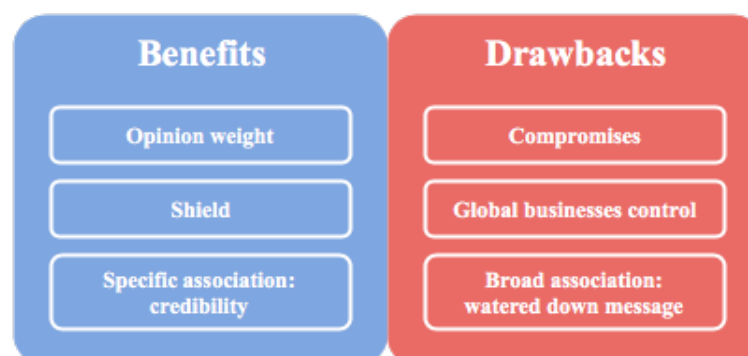 Benefits
Opinion weight
Shield
Specific association:
credibility
Drawbacks
Compromises
Global businesses control
Broad association:
watered down message